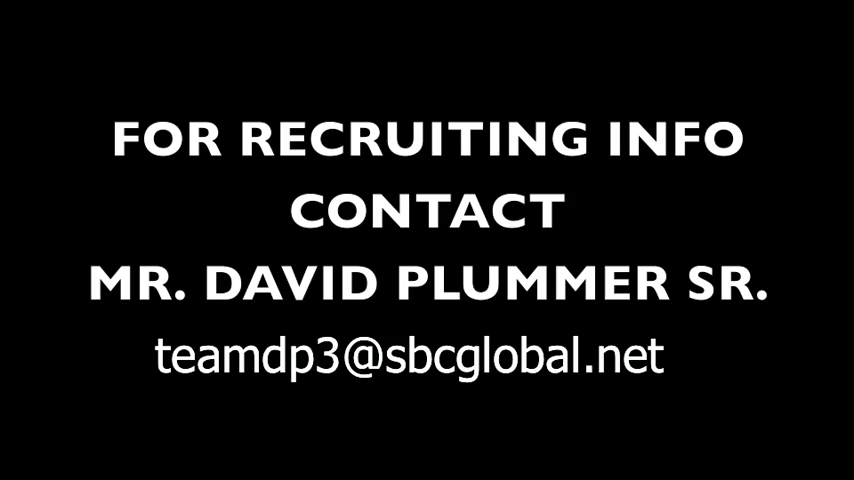 FOR RECRUITING INFO
CONTACT
MR. DAVID PLUMMER SR.
teamdp3@sbcglobal.net